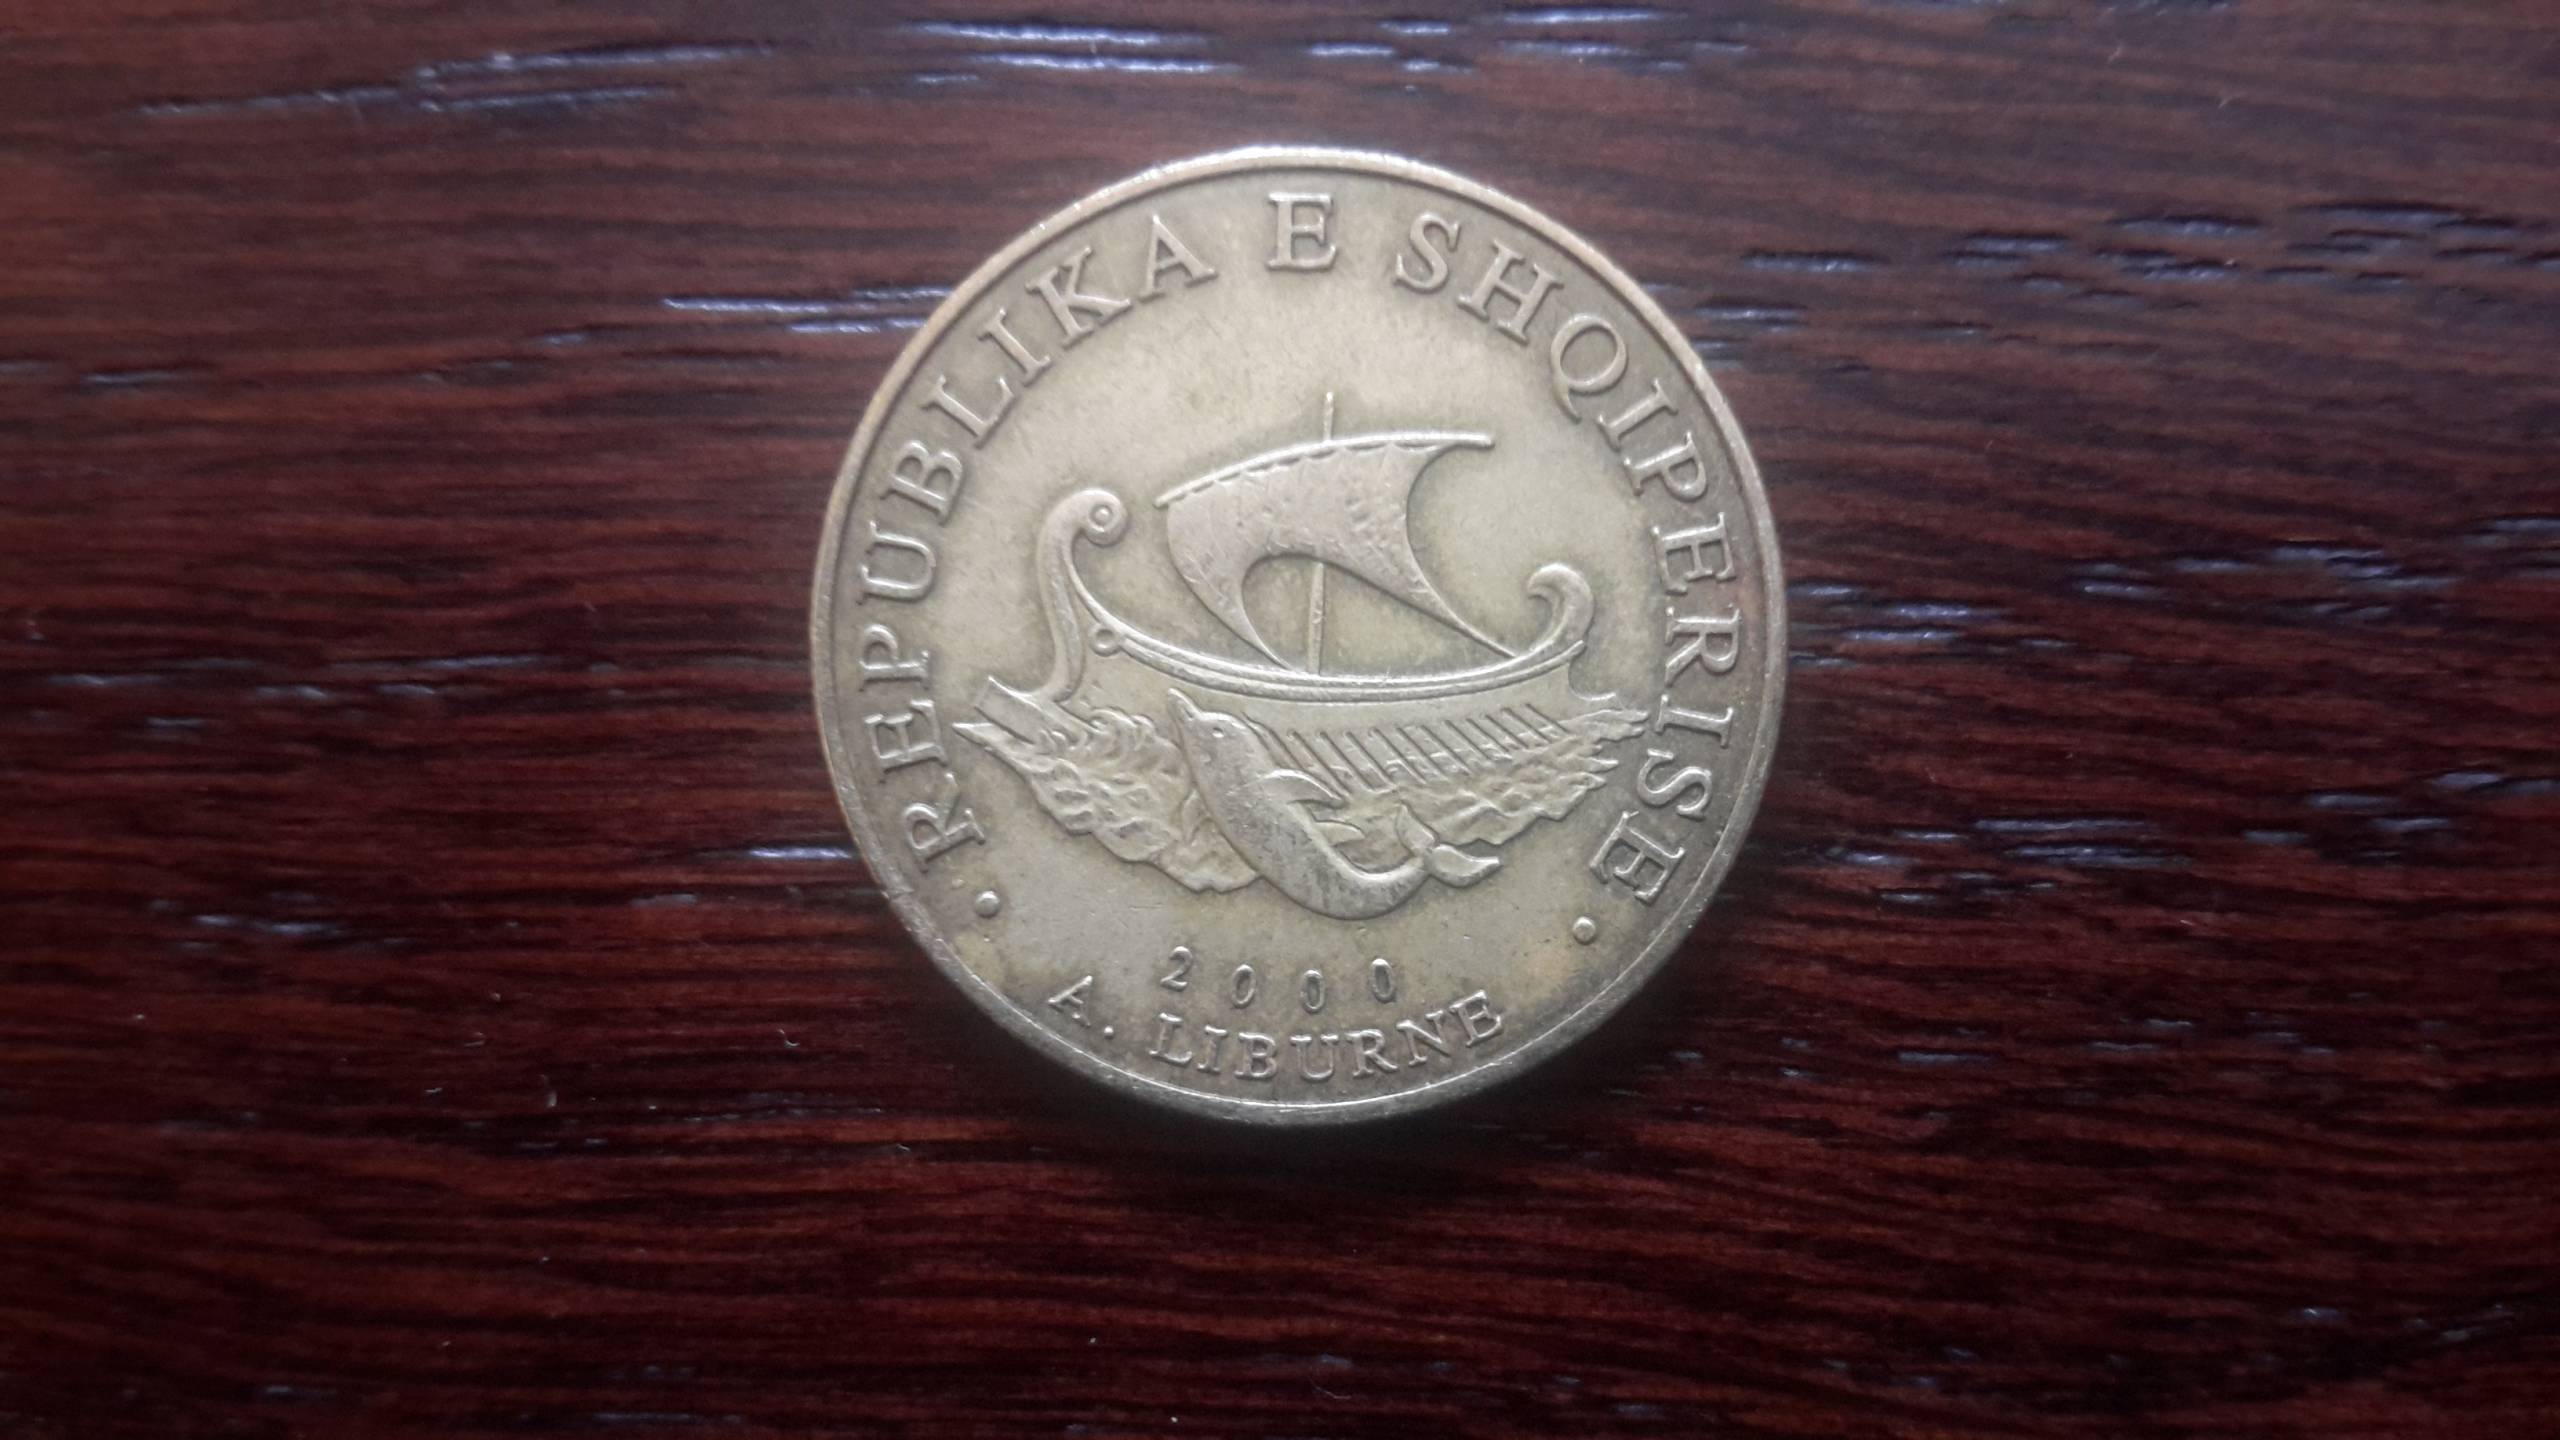 · REPUBLIKA E SHQIPERISE ·
2000
A. LIBURNE